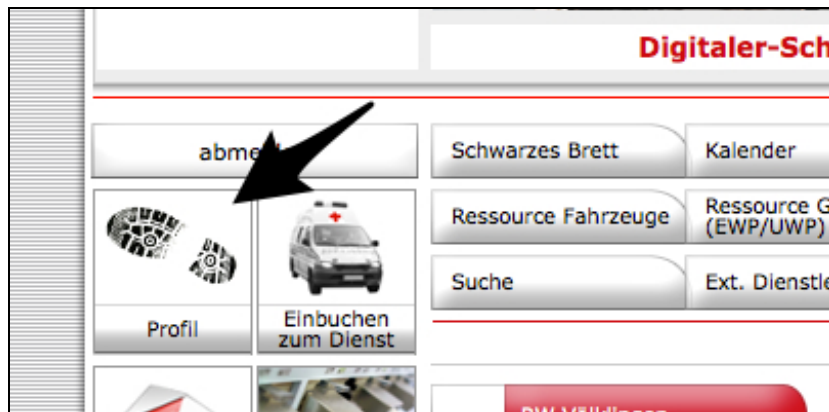 Digitaler-Sch
abme
Schwarzes Brett
Kalender
Ressource Fahrzeuge
Ressource G
(EWP/UWP)
Suche
Ext. Dienstle
Profil
Einbuchen
zum Dienst